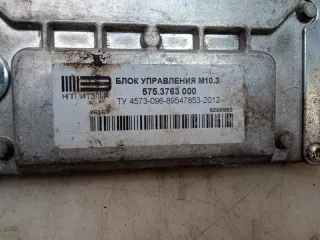 БЛОК УПРАВЛЕНИЯ М10.3
НПП ИТЭЛМА
575.3763 000
ТУ 4573-096-89547853-2012